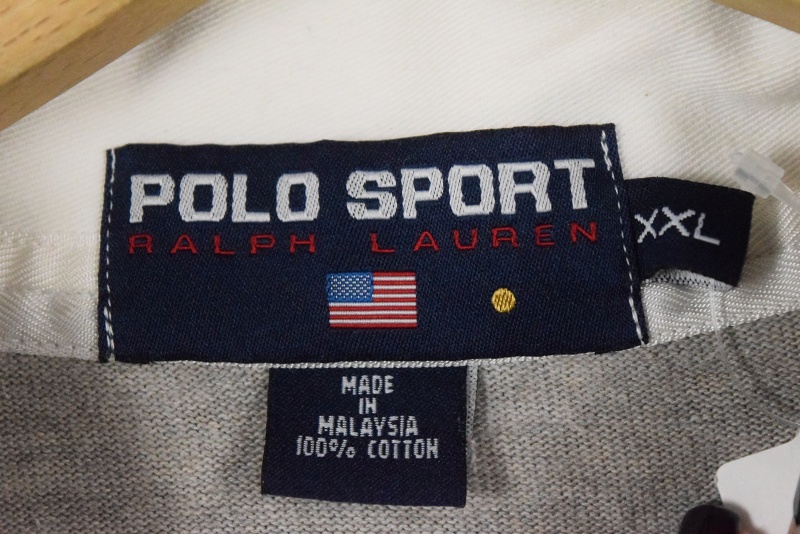 POLO SPORT
RALPH LAUREN
XXL
MADE
IN
MALAYSIA
100% COTTON